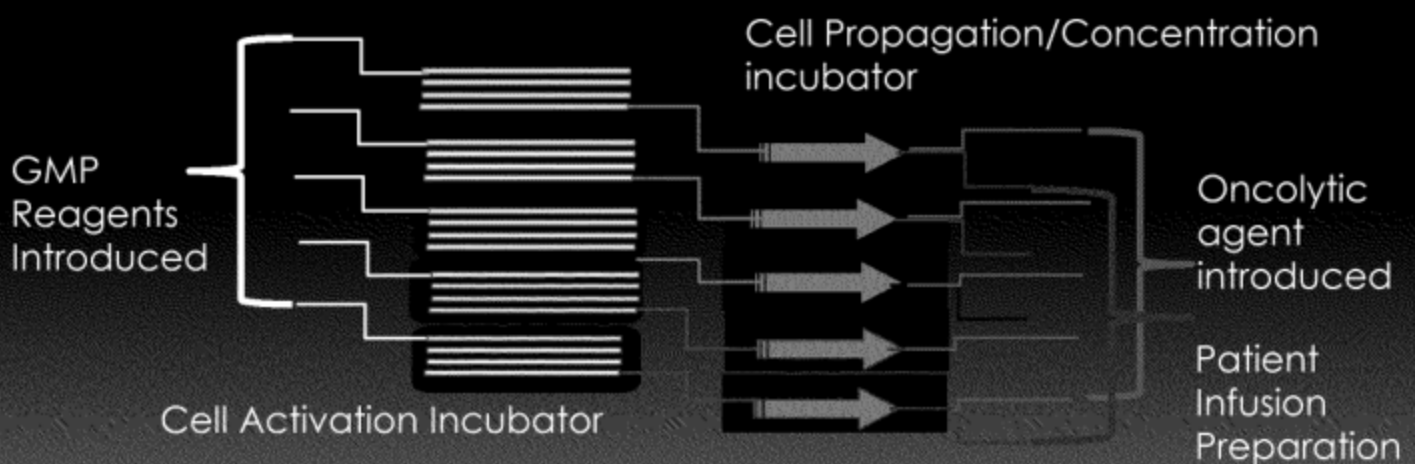 Cell Propagation/Concentration
incubator
GMP
Reagents
Introduced
Oncolytic
agent
introduced
Cell Activation Incubator
Patient
Infusion
Preparation